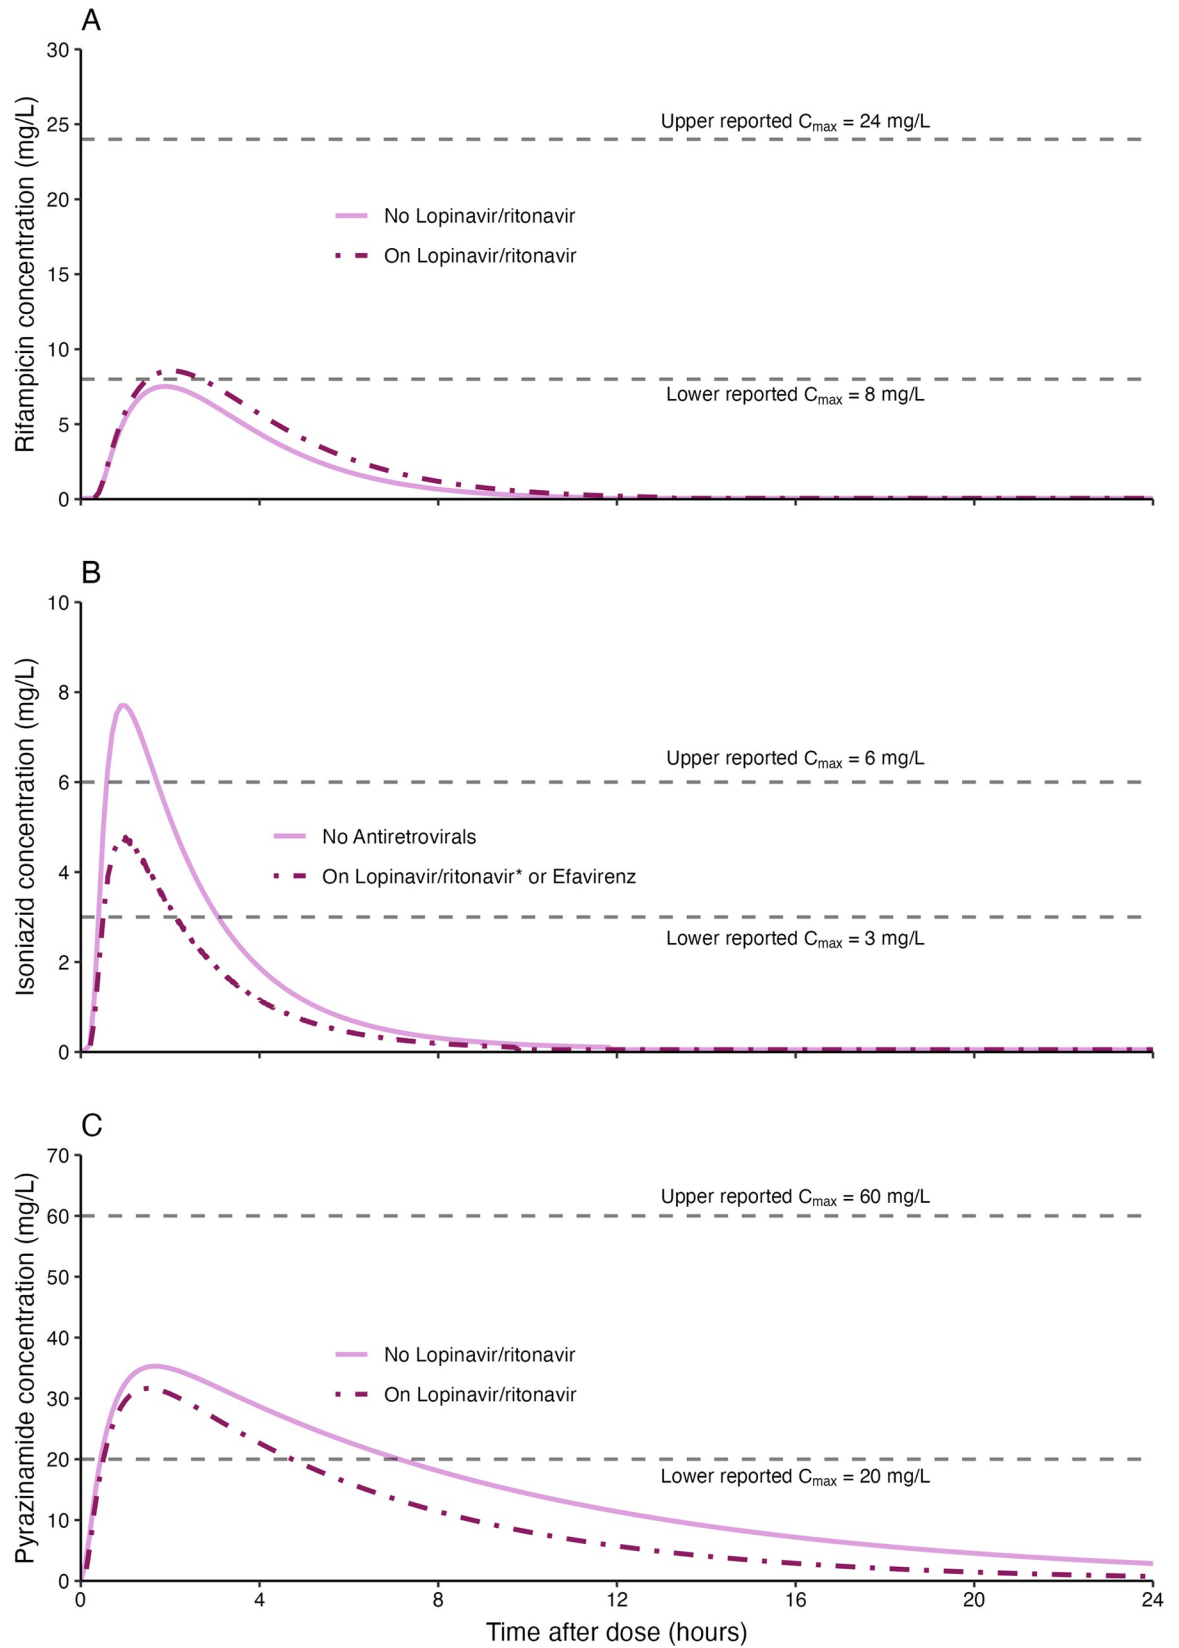 A
Rifampicin concentration (mg/L)
30
25
20
15
10
5
0
Upper reported Cmax = 24 mg/L
No Lopinavir/ritonavir
On Lopinavir/ritonavir
Lower reported Cmax = 8 mg/L
B
Isoniazid concentration (mg/L)
10
8
6
4
2
0
Upper reported Cmax = 6 mg/L
No Antiretrovirals
On Lopinavir/ritonavir* or Efavirenz
Lower reported Cmax = 3 mg/L
C
Pyrazinamide concentration (mg/L)
70
60
50
40
30
20
10
0
Upper reported Cmax = 60 mg/L
No Lopinavir/ritonavir
On Lopinavir/ritonavir
Lower reported Cmax = 20 mg/L
0 4 8 12 16 20 24
Time after dose (hours)